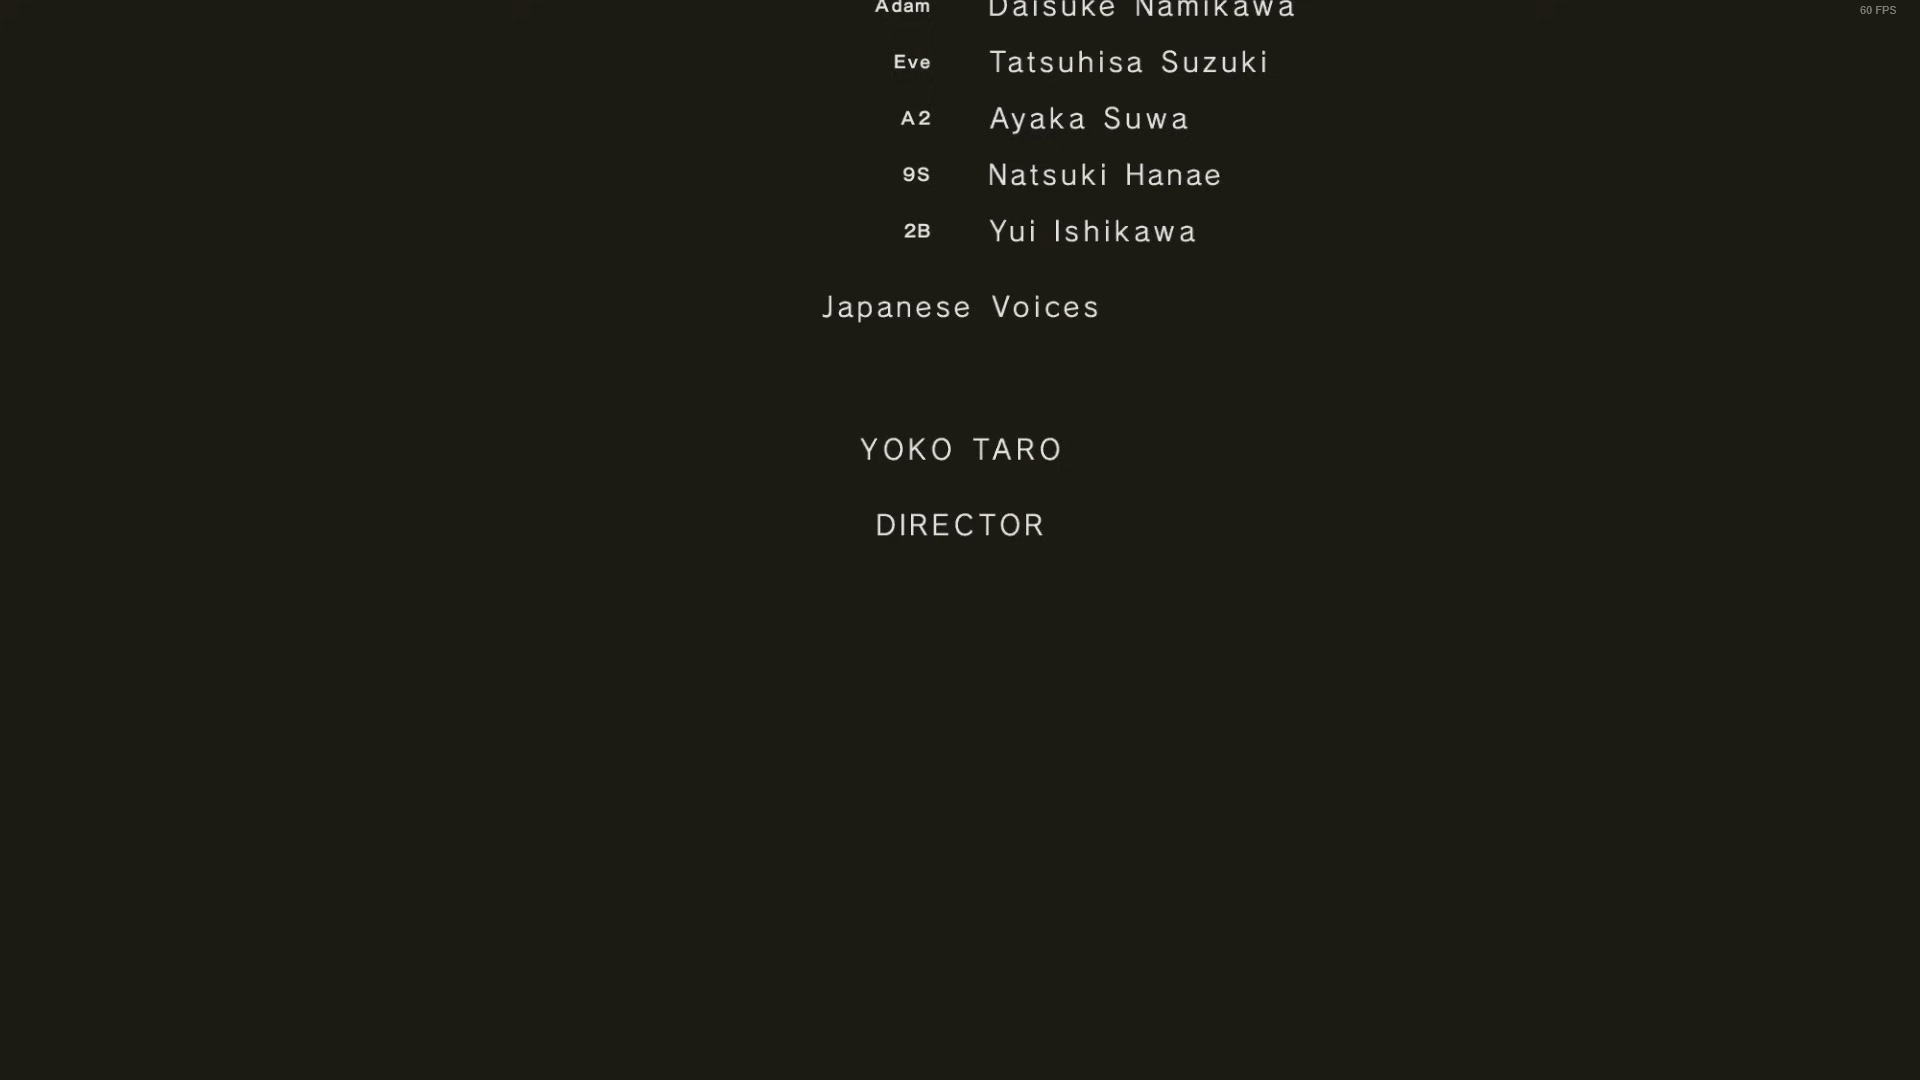 60 FPS
Adam Daisuke Namikawa
Eve Tatsuhisa Suzuki
A2 Ayaka Suwa
9S Natsuki Hanae
2B Yui Ishikawa
Japanese Voices
YOKO TARO
DIRECTOR